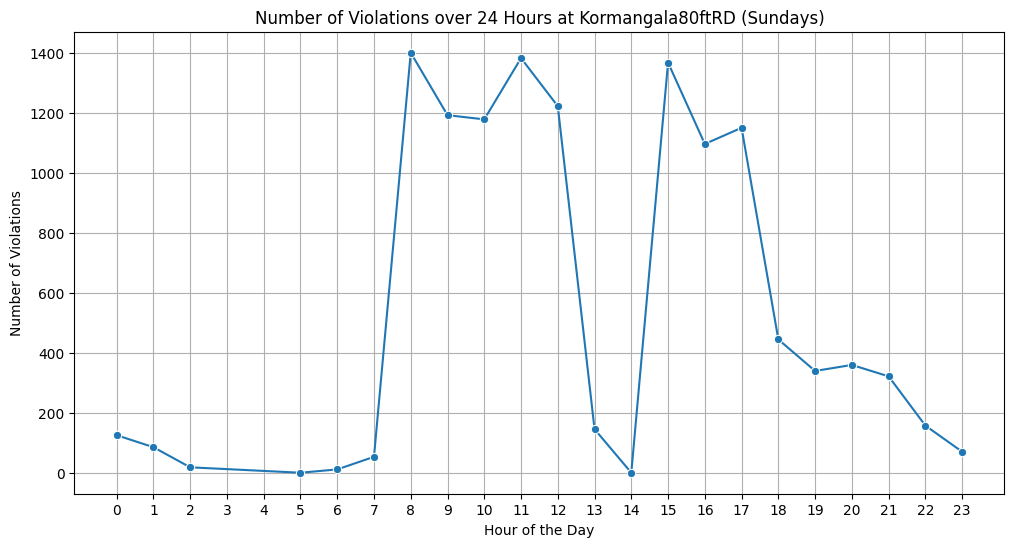 Number of Violations over 24 Hours at Kormangala80ftRD (Sundays)
1400
1200
1000
800
600
400
200
0
Number of Violations
0 1 2 3 4 5 6 7 8 9 10 11 12 13 14 15 16 17 18 19 20 21 22 23
Hour of the Day